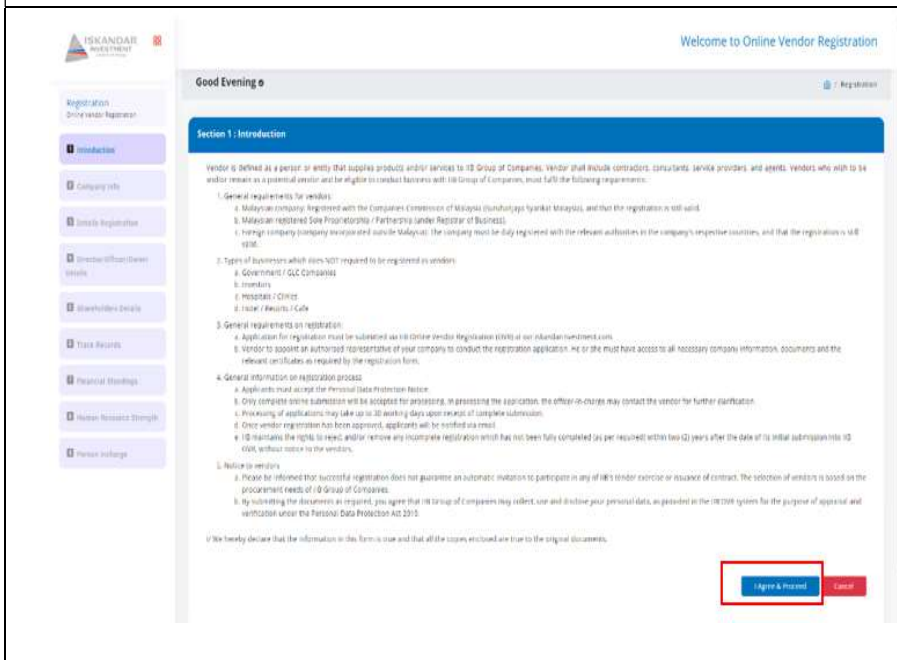 ISKANDAR
INVESTMENT
Welcome to Online Vendor Registration
Good Evening
Registration
Registration
Online Vendor Registration
Section 1 : Introduction
Introduction
Vendor is defined as a person or entity that supplies products and/or services to IIB Group of Companies. Vendor shall include contractors, consultants, service providers, and agents. Vendors who wish to be
and/or remain as a potential vendor and be eligible to conduct business with IIB Group of Companies, must fulfil the following requirements:
Company Info
1. General requirements for vendors:
a. Malaysian company: Registered with the Companies Commission of Malaysia (Suruhanjaya Syarikat Malaysia), and that the registration is still valid.
b. Malaysian registered Sole Proprietorship / Partnership (under Registrar of Business).
c. Foreign company (company incorporated outside Malaysia): The company must be duly registered with the relevant authorities in the company's respective countries, and that the registration is still
valid.
Details Registration
2. Types of businesses which does NOT required to be registered as vendors:
a. Government / GLC Companies
b. Investors
c. Hospitals / Clinics
d. Hotel / Resorts / Cafe
Director/Officer/Owner
Details
Shareholders Details
3. General requirements on registration:
a. Application for registration must be submitted via IIB Online Vendor Registration (OVR) at iskandarinvestment.com
b. Vendor to appoint an authorised representative of your company to conduct the registration application. He or she must have access to all necessary company information, documents and the
relevant certificates as required by the registration form.
Track Records
Financial Standings
4. General information on registration process
a. Applicants must accept the Personal Data Protection Notice.
b. Only complete online submission will be accepted for processing. In processing the application, the officer-in-charge may contact the vendor for further clarification.
c. Processing of applications may take up to 30 working days upon receipt of complete submission.
d. Once vendor registration has been approved, applicants will be notified via email.
e. IIB maintains the rights to reject and/or remove any incomplete registration which has not been fully completed (as per required) within two (2) years after the date of its initial submission into IIB
OVR, without notice to the vendors.
Human Resource Strength
Person Incharge
5. Notice to vendors
a. Please be informed that successful registration does not guarantee an automatic invitation to participate in any of IIB's tender exercise or issuance of contract. The selection of vendors is based on the
procurement needs of IIB Group of Companies.
b. By submitting the documents as required, you agree that IIB Group of Companies may collect, use and disclose your personal data, as provided in the IIB OVR system for the purpose of approval and
verification under the Personal Data Protection Act 2010.
I/ We hereby declare that the information in this form is true and that all the copies enclosed are true to the original documents.
I Agree & Proceed
Cancel